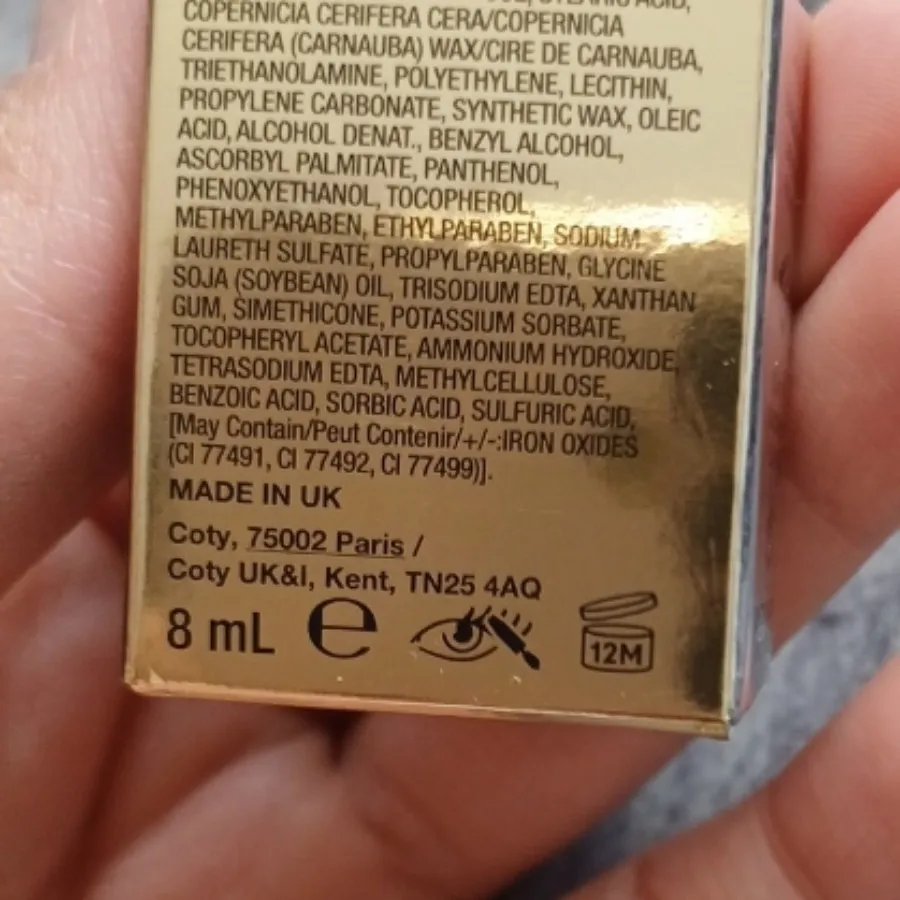 STEARIC ACID,
COPERNICIA CERIFERA CERA/COPERNICIA
CERIFERA (CARNAUBA) WAX/CIRE DE CARNAUBA,
TRIETHANOLAMINE, POLYETHYLENE, LECITHIN,
PROPYLENE CARBONATE, SYNTHETIC WAX, OLEIC
ACID, ALCOHOL DENAT., BENZYL ALCOHOL,
ASCORBYL PALMITATE, PANTHENOL,
PHENOXYETHANOL, TOCOPHEROL,
METHYLPARABEN, ETHYLPARABEN, SODIUM
LAURETH SULFATE, PROPYLPARABEN, GLYCINE
SOJA (SOYBEAN) OIL, TRISODIUM EDTA, XANTHAN
GUM, SIMETHICONE, POTASSIUM SORBATE,
TOCOPHERYL ACETATE, AMMONIUM HYDROXIDE,
TETRASODIUM EDTA, METHYLCELLULOSE,
BENZOIC ACID, SORBIC ACID, SULFURIC ACID,
[May Contain/Peut Contenir/+/-:IRON OXIDES
(CI 77491, CI 77492, CI 77499)].
MADE IN UK
Coty, 75002 Paris /
Coty UK&I, Kent, TN25 4AQ
8 mL e 12M